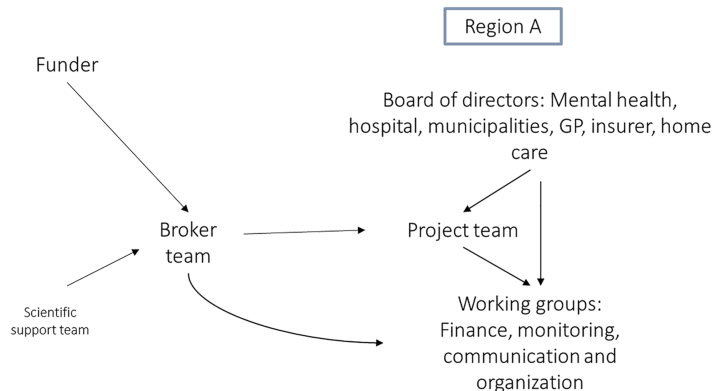 Region A
Funder
Board of directors: Mental health,
hospital, municipalities, GP, insurer, home
care
Broker
team
Project team
Scientific
support team
Working groups:
Finance, monitoring,
communication and
organization